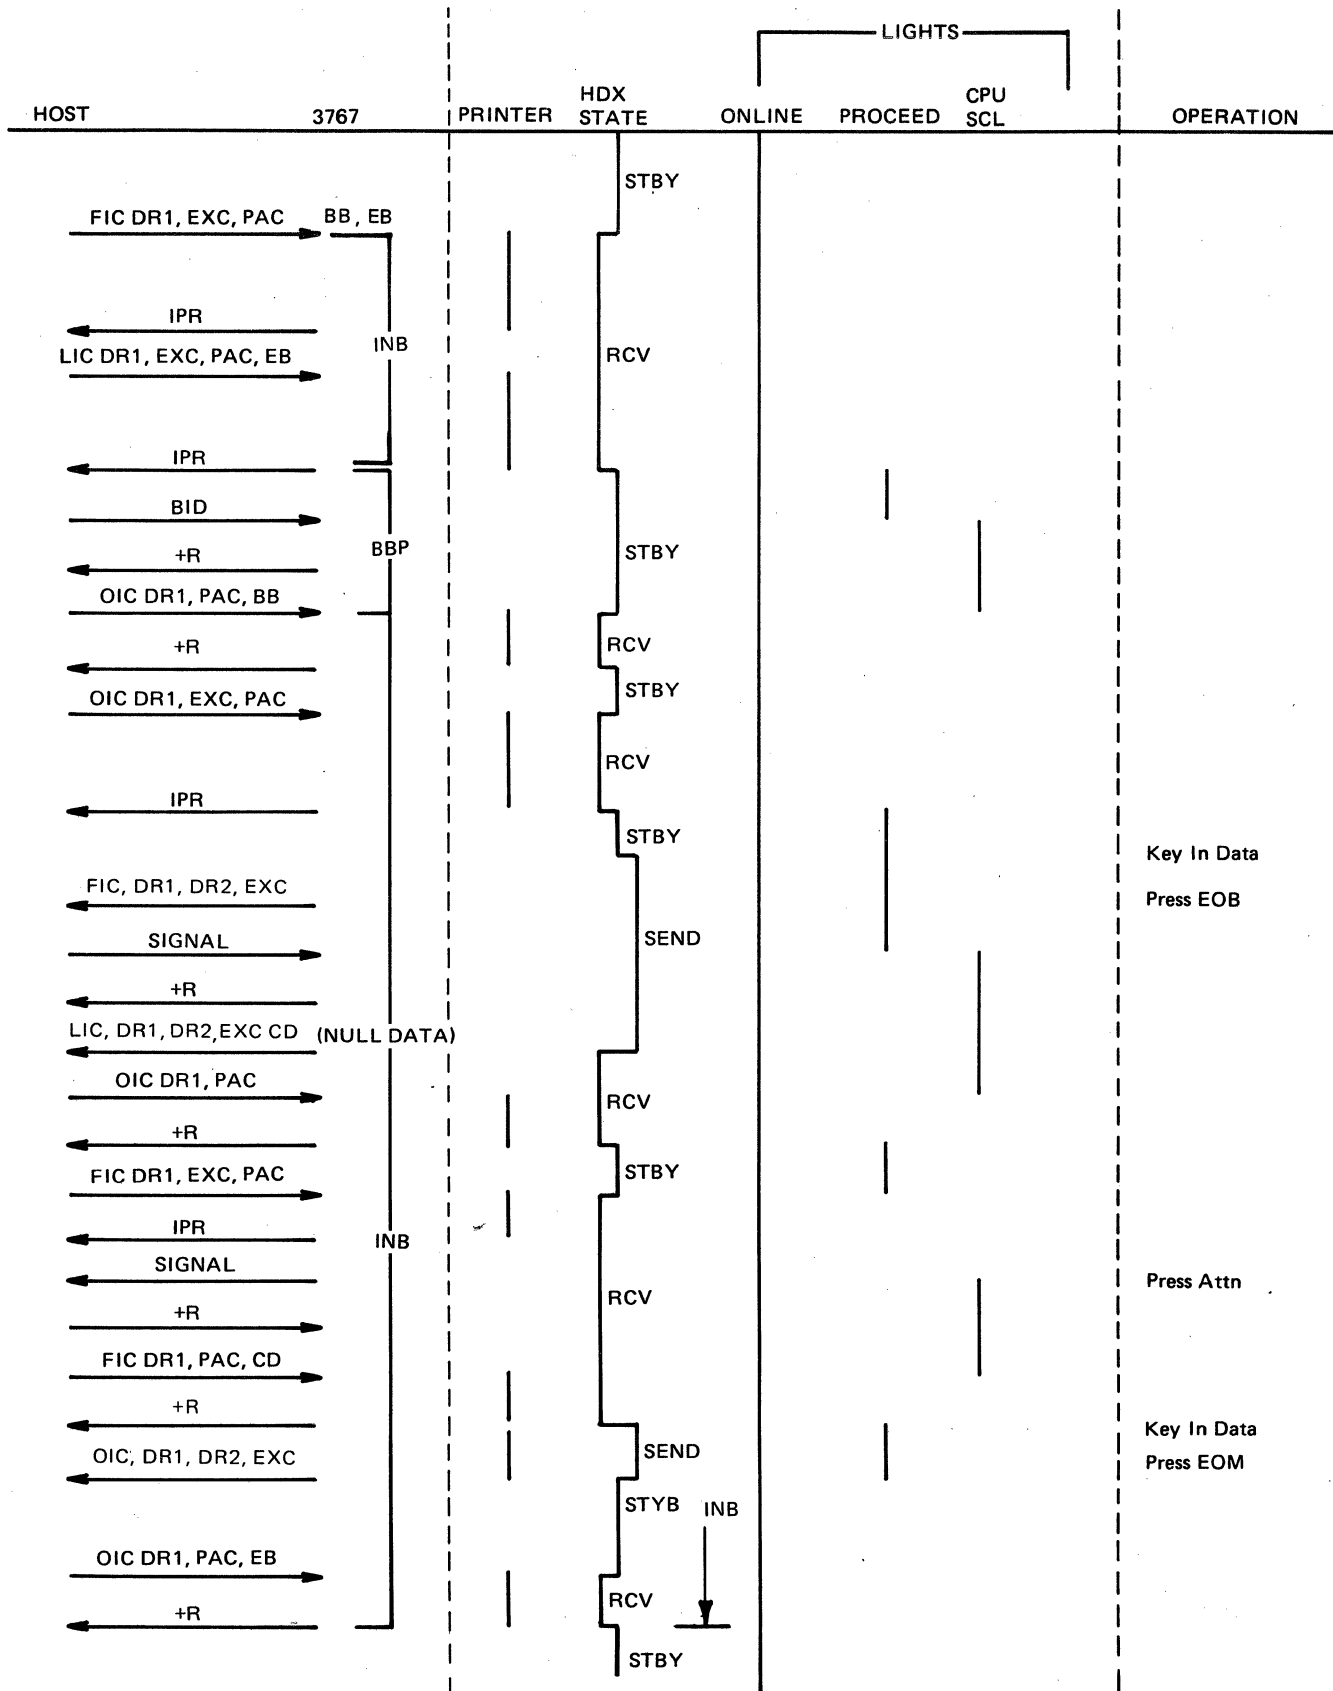 LIGHTS
HOST 3767 PRINTER HDX STATE ONLINE PROCEED CPU SCL OPERATION
STBY
FIC DR1, EXC, PAC BB, EB
IPR
INB
LIC DR1, EXC, PAC, EB RCV
IPR
BID
BBP STBY
+R
OIC DR1, PAC, BB
+R RCV
OIC DR1, EXC, PAC STBY
RCV
IPR
STBY
Key In Data
FIC, DR1, DR2, EXC Press EOB
SIGNAL SEND
+R
LIC, DR1, DR2, EXC CD (NULL DATA)
OIC DR1, PAC RCV
+R
FIC DR1, EXC, PAC STBY
IPR
INB
SIGNAL Press Attn
RCV
+R
FIC DR1, PAC, CD
+R
Key In Data
OIC, DR1, DR2, EXC SEND Press EOM
STYB INB
OIC DR1, PAC, EB
RCV
+R
STBY